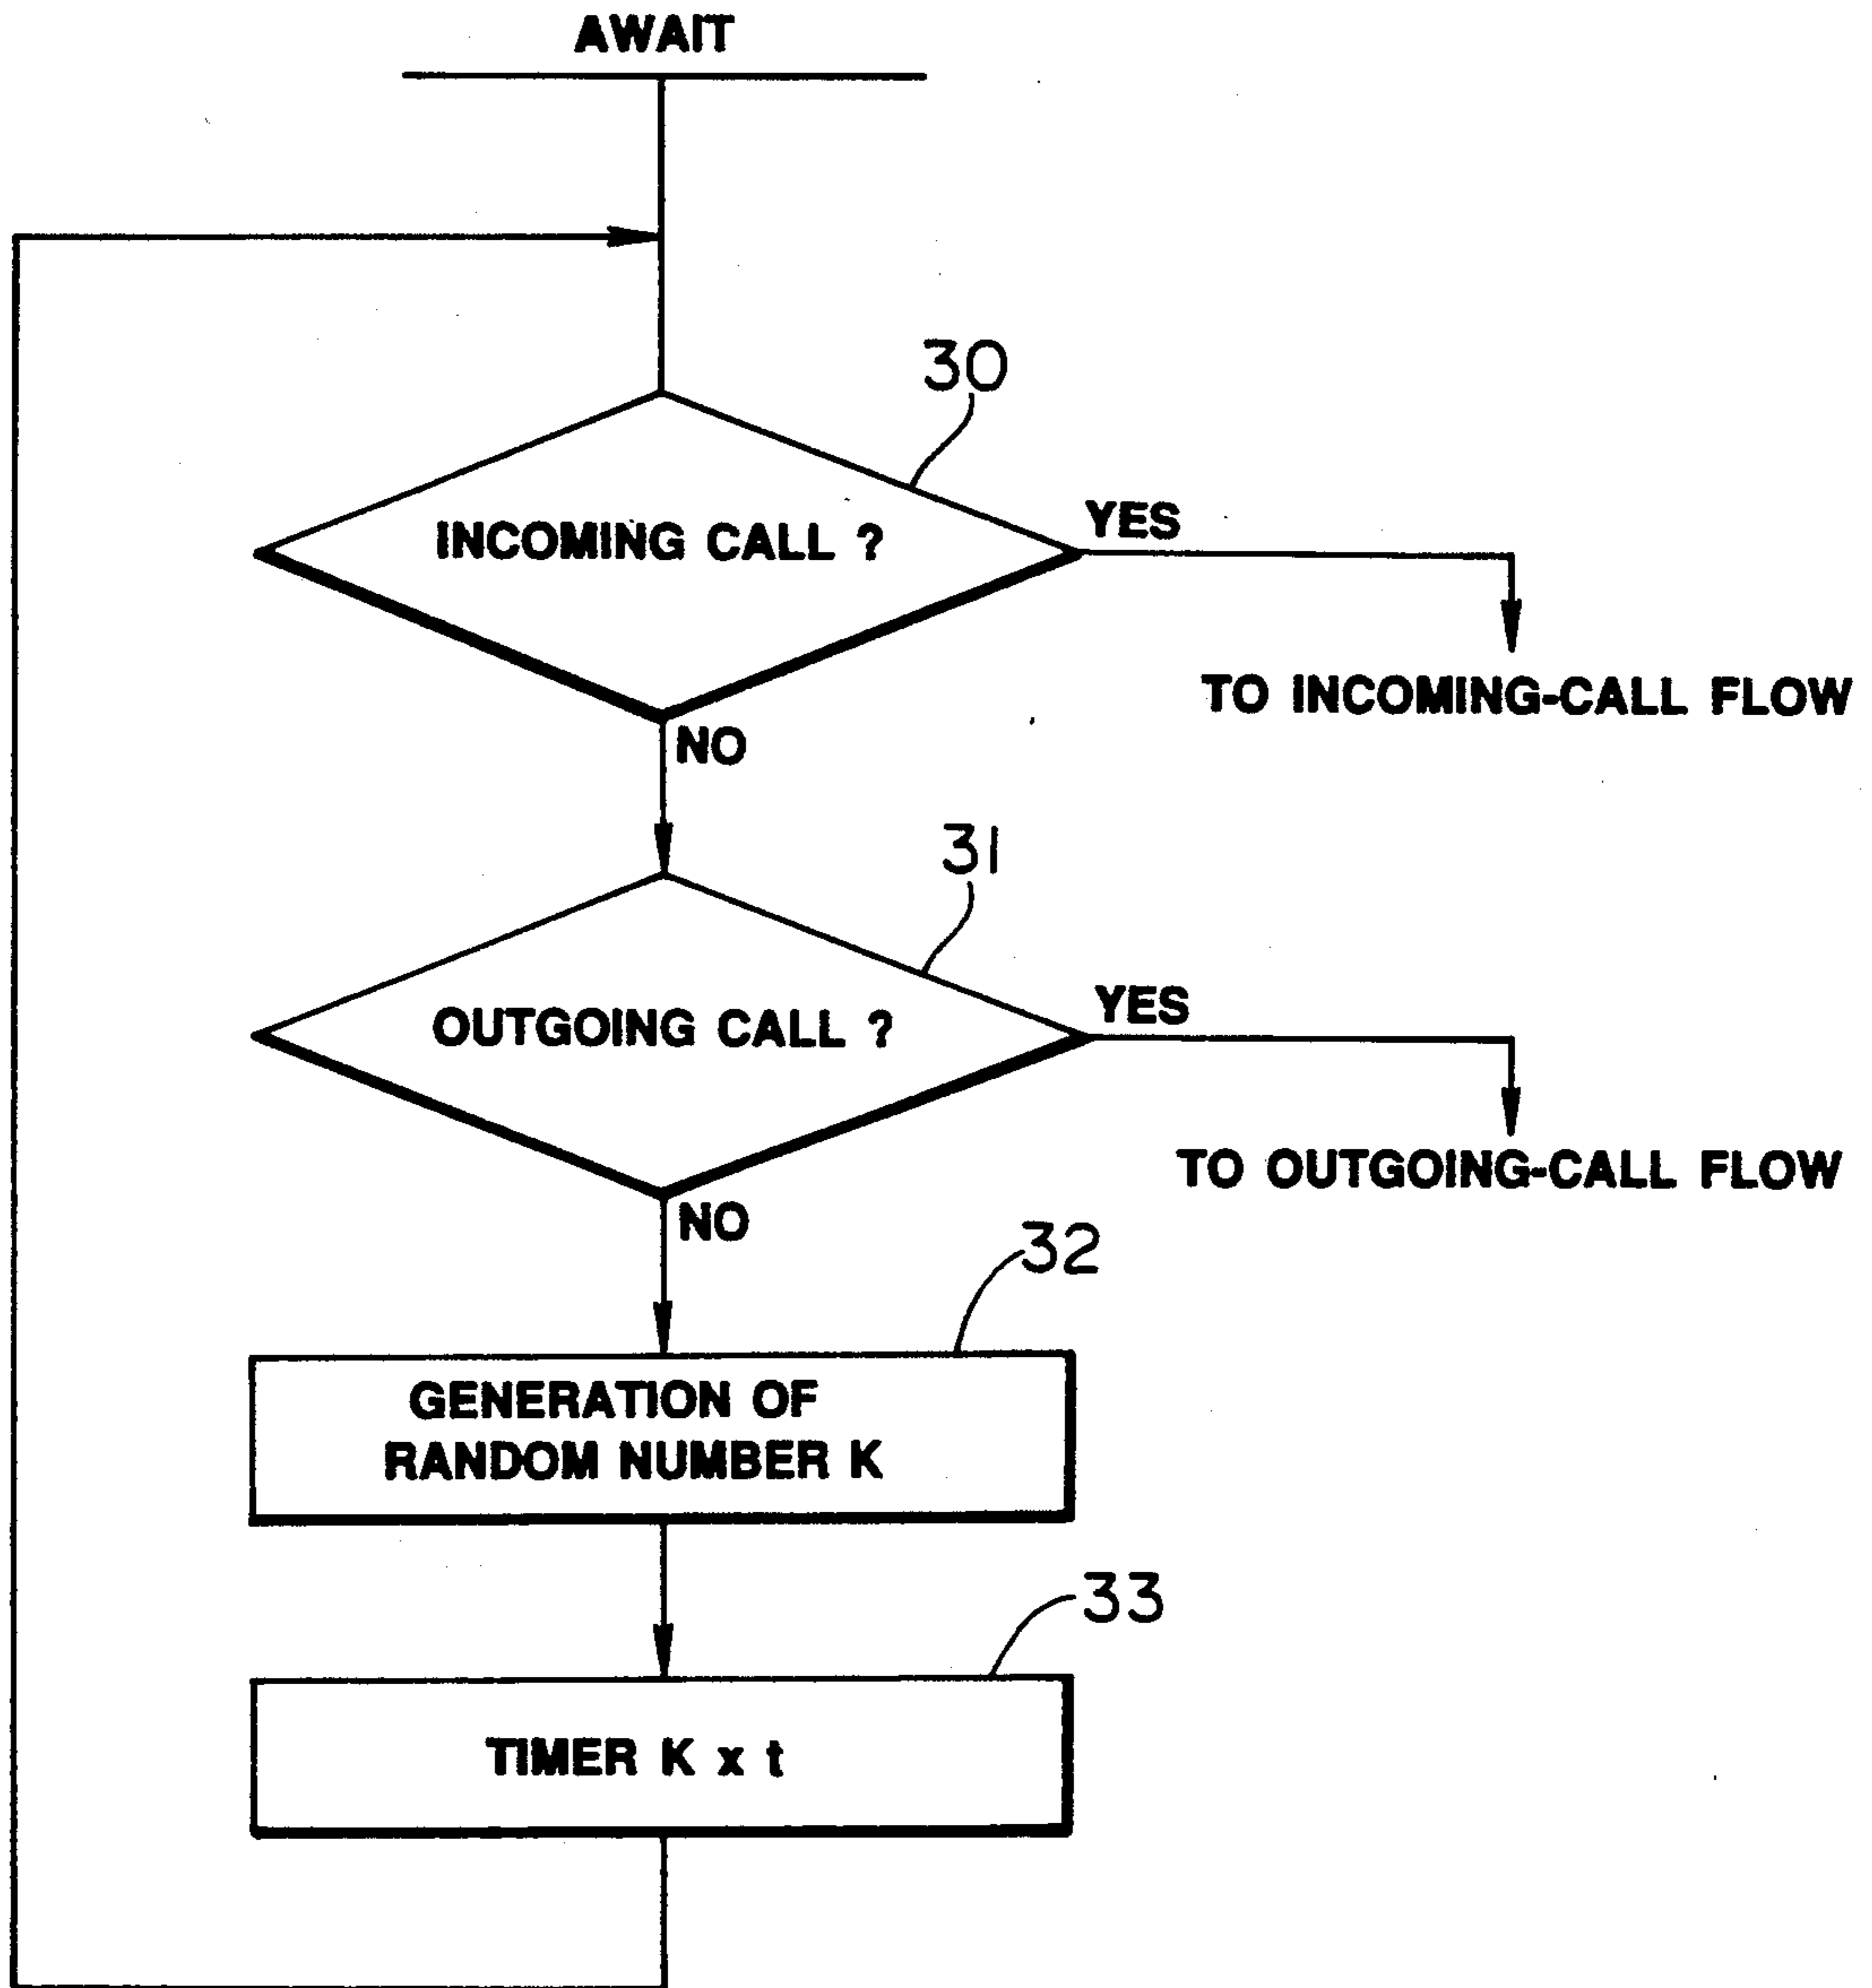 AWAIT
30
INCOMING CALL ?
YES
TO INCOMING-CALL FLOW
NO
31
OUTGOING CALL ?
YES
TO OUTGOING-CALL FLOW
NO
32
GENERATION OF
RANDOM NUMBER K
33
TIMER K x t